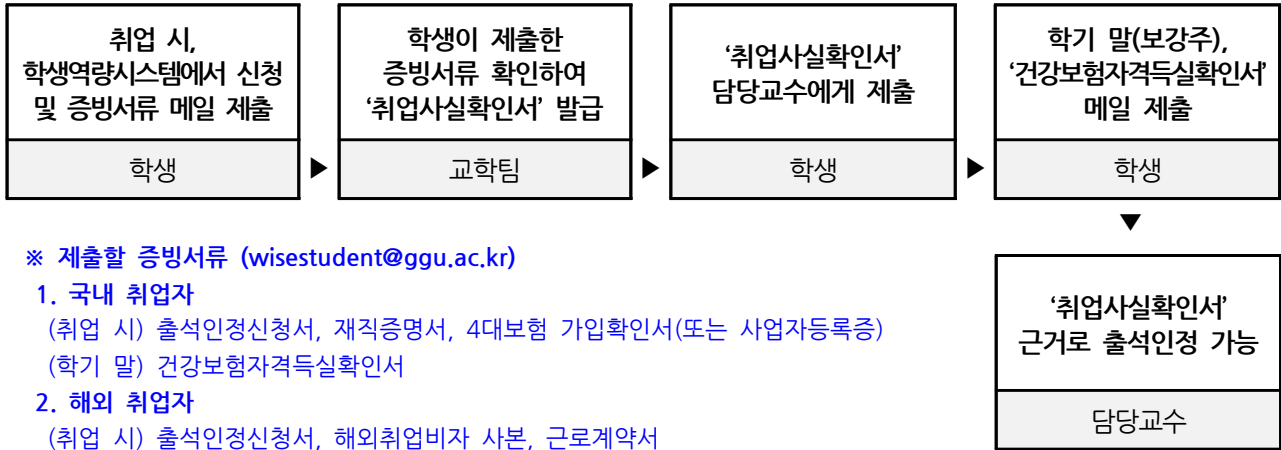 취업 시,
학생역량시스템에서 신청
및 증빙서류 메일 제출
학생
▶
학생이 제출한
증빙서류 확인하여
‘취업사실확인서’ 발급
교학팀
▶
‘취업사실확인서’
담당교수에게 제출
학생
▶
학기 말(보강주),
‘건강보험자격득실확인서’
메일 제출
학생
▼
‘취업사실확인서’
근거로 출석인정 가능
담당교수
※ 제출할 증빙서류 (wisestudent@ggu.ac.kr)
1. 국내 취업자
(취업 시) 출석인정신청서, 재직증명서, 4대보험 가입확인서(또는 사업자등록증)
(학기 말) 건강보험자격득실확인서
2. 해외 취업자
(취업 시) 출석인정신청서, 해외취업비자 사본, 근로계약서